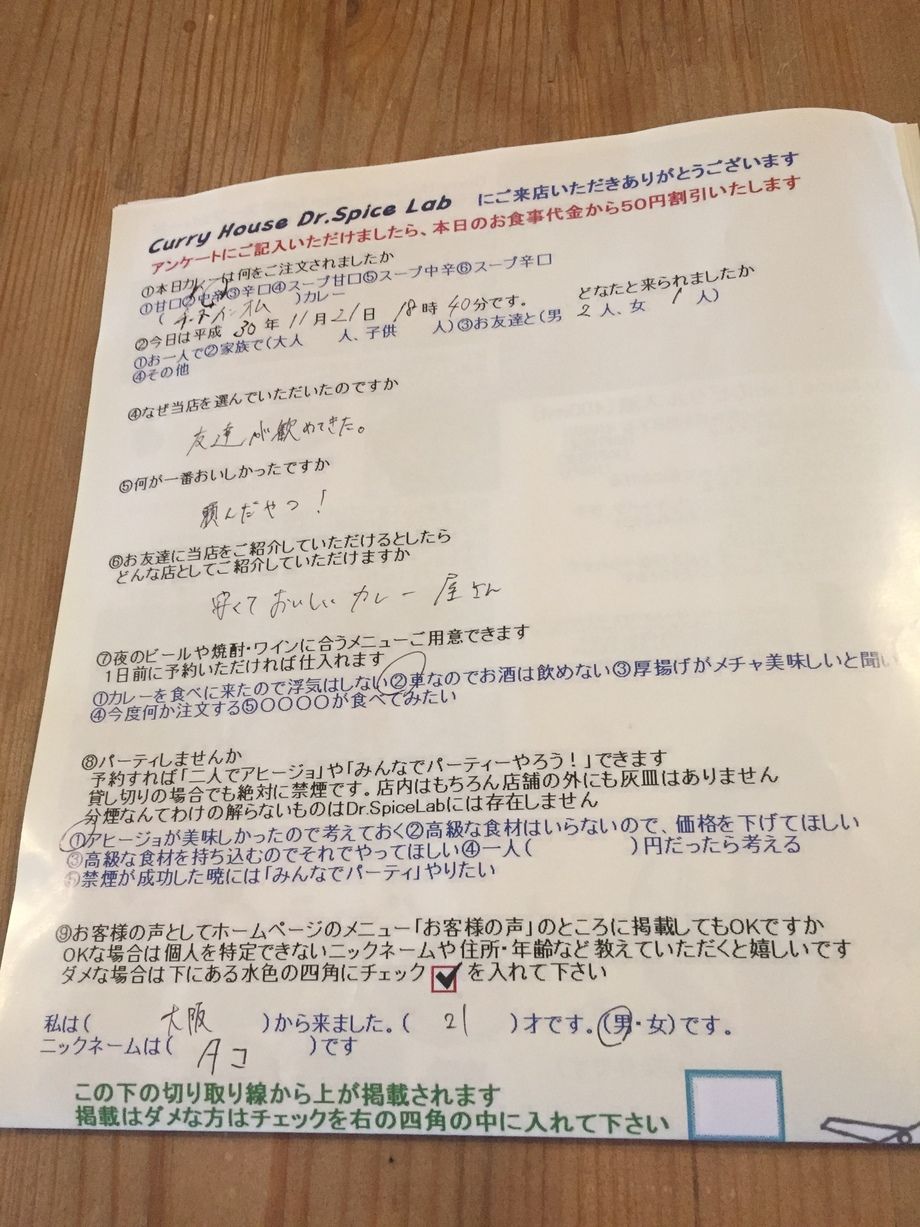 Curry House Dr.Spice Lab にご来店いただきありがとうございます
アンケートにご記入いただけましたら、本日のお食事代金から50円割引いたします
①本日カレーは何をご注文されましたか
①甘口②中辛③辛口④スープ甘口⑤スープ中辛⑥スープ辛口
( )カレー
②今日は平成 30 年 11 月 21 日 18 時 40 分です。 どなたと来られましたか
①お一人で②家族で(大人 人、子供 人)③お友達と(男 2 人、女 1 人)
④その他
④なぜ当店を選んでいただいたのですか
友達が歓めてきた。
⑤何が一番おいしかったですか
頼んだやつ!
⑥お友達に当店をご紹介していただけるとしたら
どんな店としてご紹介していただけますか
安くておいしいカレー屋さん
⑦夜のビールや焼酎・ワインに合うメニューご用意できます
1日前に予約いただければ仕入れます
①カレーを食べに来たので浮気はしない②車なのでお酒は飲めない③厚揚げがメチャ美味しいと聞い
④今度何か注文する⑤〇〇〇〇が食べてみたい
⑧パーティしませんか
予約すれば「二人でアヒージョ」や「みんなでパーティーやろう!」できます
貸し切りの場合でも絶対に禁煙です。店内はもちろん店舗の外にも灰皿はありません
分煙なんてわけの解らないものはDr.SpiceLabには存在しません
①アヒージョが美味しかったので考えておく②高級な食材はいらないので、価格を下げてほしい
③高級な食材を持ち込むのでそれでやってほしい④一人( )円だったら考える
⑤禁煙が成功した暁には「みんなでパーティ」やりたい
⑨お客様の声としてホームページのメニュー「お客様の声」のところに掲載してもOKですか
OKな場合は個人を特定できないニックネームや住所・年齢など教えていただくと嬉しいです
ダメな場合は下にある水色の四角にチェック☑を入れて下さい
私は( 大阪 )から来ました。( 21 )才です。(男・女)です。
ニックネームは( タコ )です
この下の切り取り線から上が掲載されます
掲載はダメな方はチェックを右の四角の中に入れて下さい